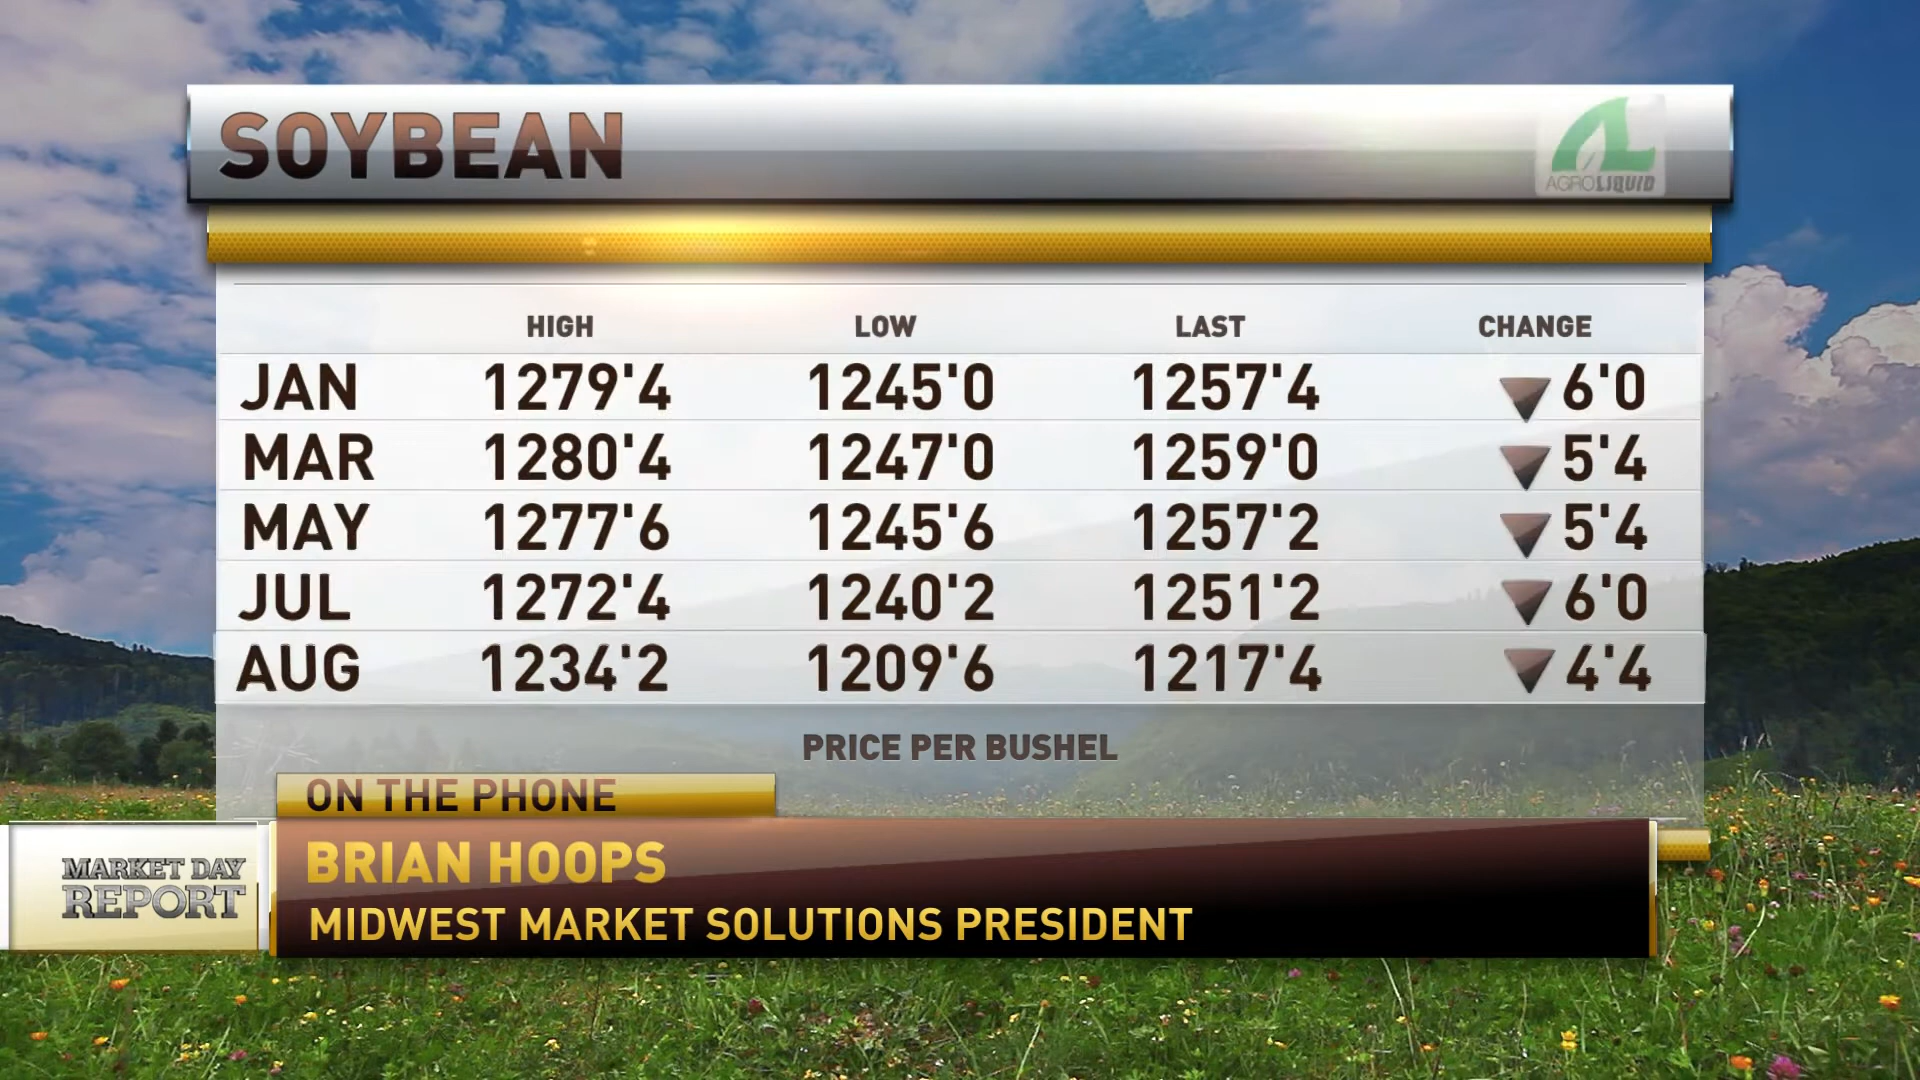 SOYBEAN
AGROLIQUID
HIGH LOW LAST CHANGE
JAN 1279'4 1245'0 1257'4 ▼ 6'0
MAR 1280'4 1247'0 1259'0 ▼ 5'4
MAY 1277'6 1245'6 1257'2 ▼ 5'4
JUL 1272'4 1240'2 1251'2 ▼ 6'0
AUG 1234'2 1209'6 1217'4 ▼ 4'4
PRICE PER BUSHEL
ON THE PHONE
BRIAN HOOPS
MIDWEST MARKET SOLUTIONS PRESIDENT
MARKET DAY
REPORT